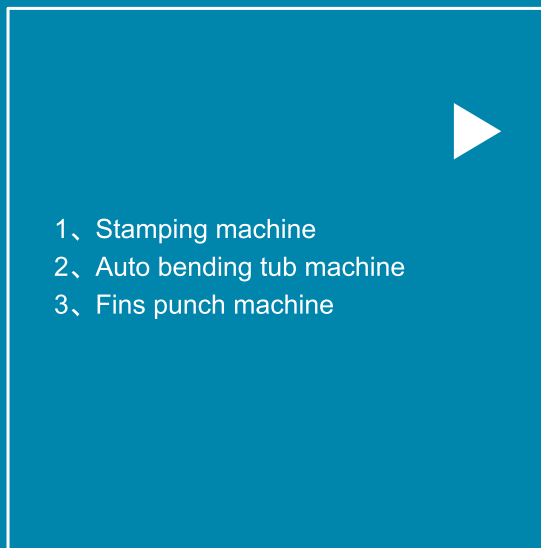 1、Stamping machine
2、Auto bending tub machine
3、Fins punch machine